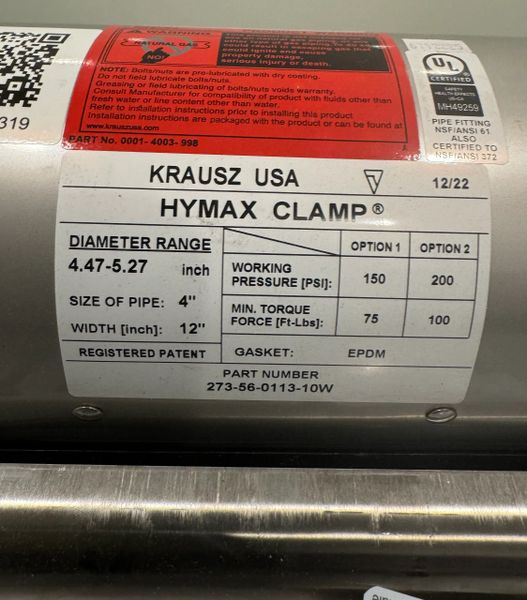 319
NATURAL GAS
NO!
could result in escaping gas that
would ignite and cause
property damage,
serious injury or death.
NOTE: Bolts/nuts are pre-lubricated with dry coating.
Do not field lubricate bolts/nuts.
Greasing or field lubricating of bolts/nuts voids warranty.
Consult Manufacturer for compatibility of product with fluids other than
fresh water or line content other than water.
Refer to installation instructions prior to installing this product
Installation instructions are packaged with the product or can be found at
www.krauszusa.com
PART No. 0001- 4003- 998
UL
CERTIFIED
SAFETY
HEALTH EFFECTS
US-CA
MH49259
PIPE FITTING
NSF/ANSI 61
ALSO
CERTIFIED TO
NSF/ANSI 372
KRAUSZ USA 12/22
HYMAX CLAMP®
DIAMETER RANGE
4.47-5.27 inch
SIZE OF PIPE: 4"
WIDTH [inch]: 12"
OPTION 1 OPTION 2
WORKING
PRESSURE [PSI]: 150 200
MIN. TORQUE
FORCE [Ft-Lbs]: 75 100
REGISTERED PATENT GASKET: EPDM
PART NUMBER
273-56-0113-10W